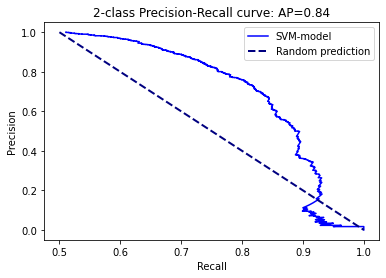 2-class Precision-Recall curve: AP=0.84
SVM-model
Random prediction
Precision
1.0
0.8
0.6
0.4
0.2
0.0
0.5 0.6 0.7 0.8 0.9 1.0
Recall